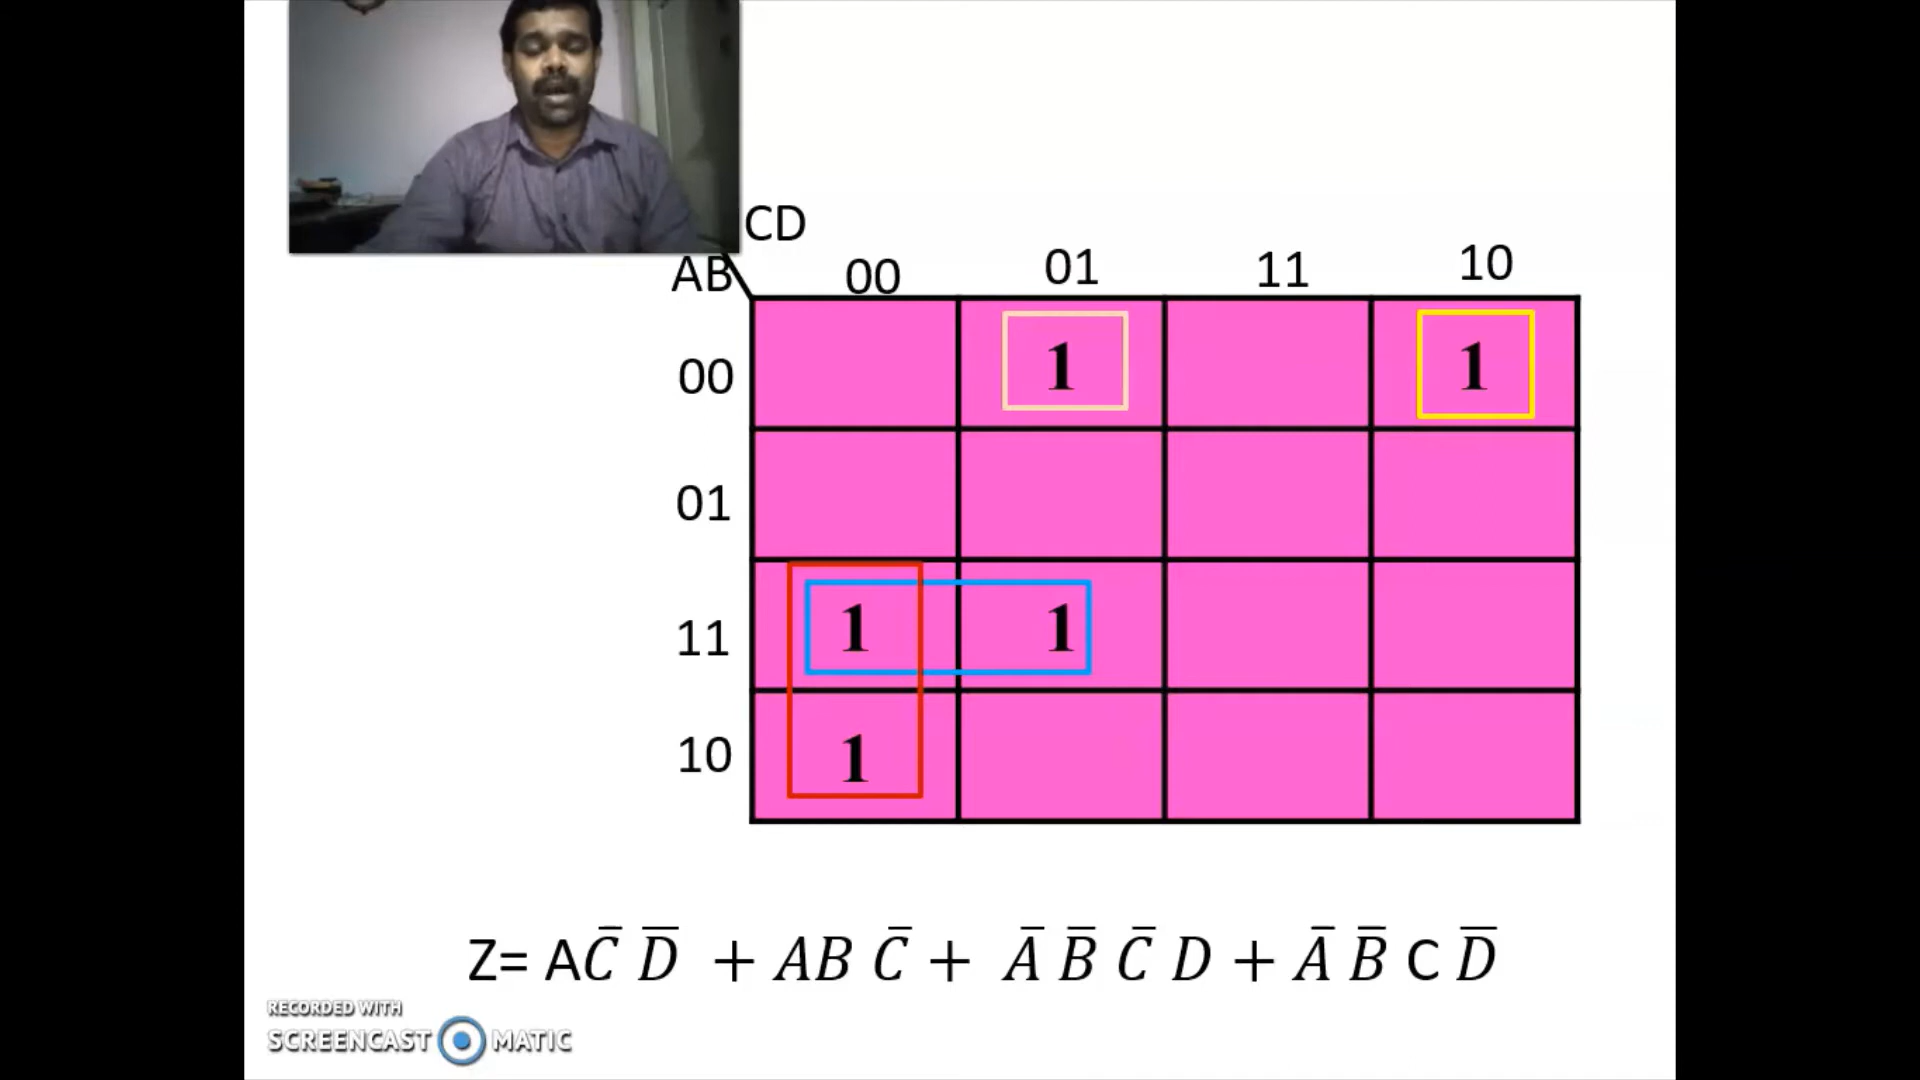 CD
AB 00 01 11 10
00 1 1
01
11 1 1
10 1
Z= AC̅ D̅ + AB C̅ + A̅ B̅ C̅ D + A̅ B̅ C D̅
RECORDED WITH
SCREENCAST MATIC